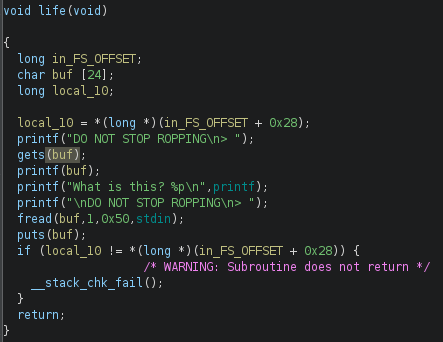 void life(void)
{
long in_FS_OFFSET;
char buf [24];
long local_10;
local_10 = *(long *)(in_FS_OFFSET + 0x28);
printf("DO NOT STOP ROPPING\n> ");
gets(buf);
printf(buf);
printf("What is this? %p\n",printf);
printf("\nDO NOT STOP ROPPING\n> ");
fread(buf,1,0x50,stdin);
puts(buf);
if (local_10 != *(long *)(in_FS_OFFSET + 0x28)) {
/* WARNING: Subroutine does not return */
__stack_chk_fail();
}
return;
}